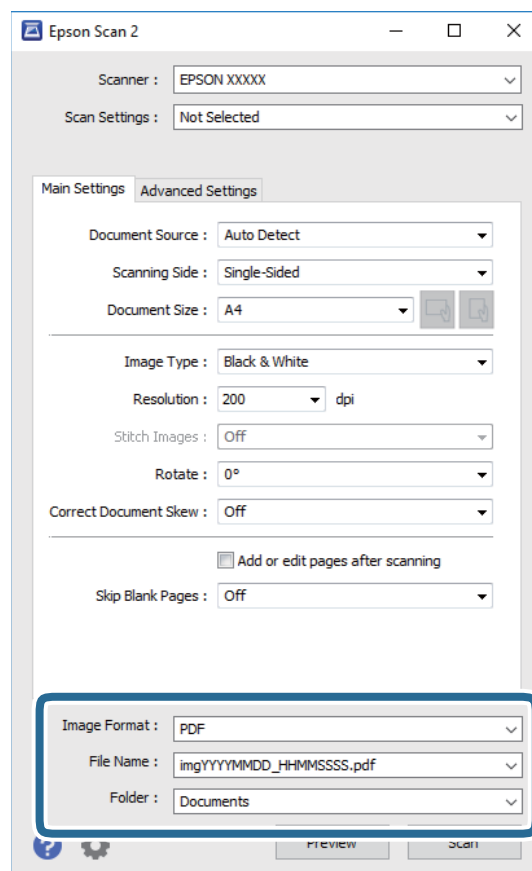 Epson Scan 2
Scanner : EPSON XXXXX
Scan Settings : Not Selected
Main Settings Advanced Settings
Document Source : Auto Detect
Scanning Side : Single-Sided
Document Size : A4
Image Type : Black & White
Resolution : 200 dpi
Stitch Images : Off
Rotate : 0°
Correct Document Skew : Off
Add or edit pages after scanning
Skip Blank Pages : Off
Image Format : PDF
File Name : imgYYYYMMDD_HHMMSSSS.pdf
Folder : Documents
? Preview Scan